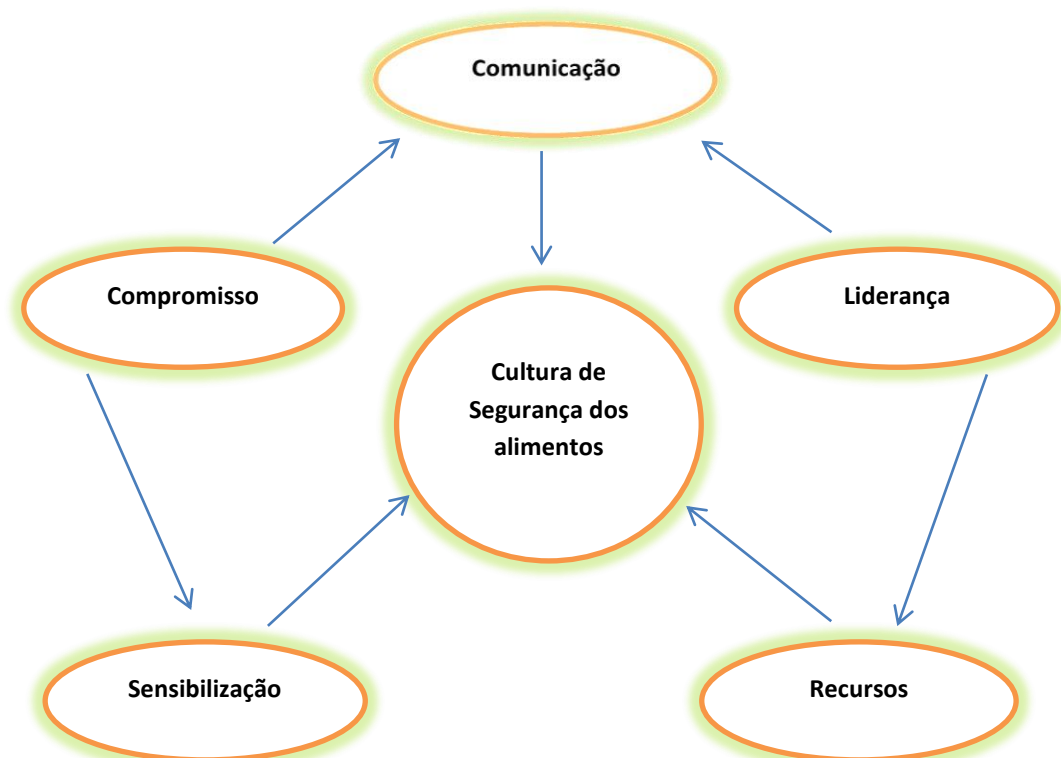 Comunicação
Compromisso
Liderança
Cultura de
Segurança dos
alimentos
Sensibilização
Recursos